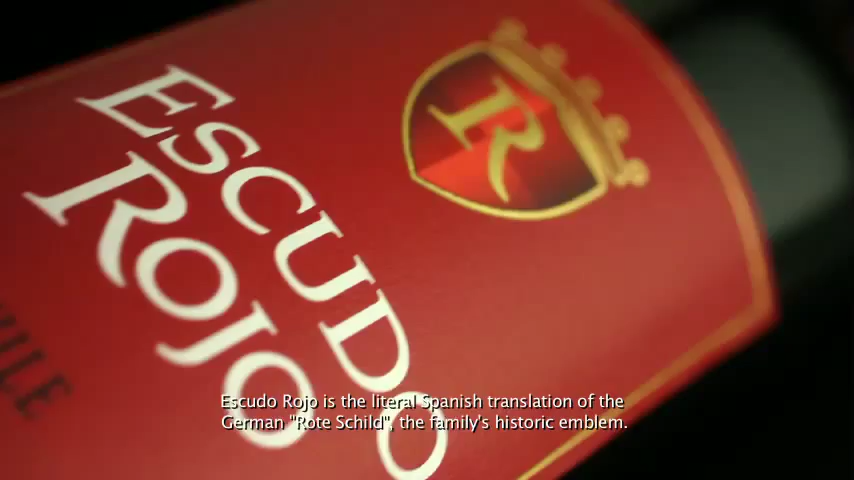 ESCUDO
ROJO
R
Escudo Rojo is the literal Spanish translation of the
German "Rote Schild", the family's historic emblem.